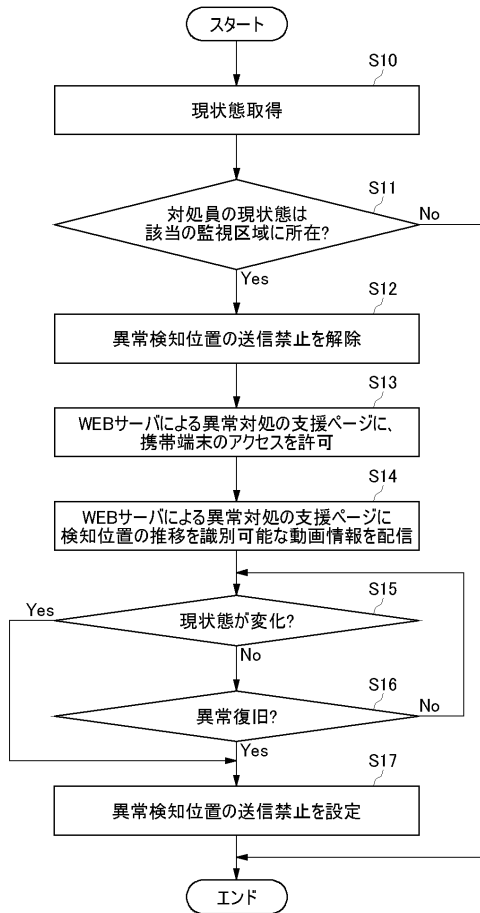 スタート
S10
現状態取得
S11
対処員の現状態は
該当の監視区域に所在?
No
Yes
S12
異常検知位置の送信禁止を解除
S13
WEBサーバによる異常対処の支援ページに、
携帯端末のアクセスを許可
S14
WEBサーバによる異常対処の支援ページに
検知位置の推移を識別可能な動画情報を配信
S15
Yes
現状態が変化?
No
S16
異常復旧?
No
Yes
S17
異常検知位置の送信禁止を設定
エンド